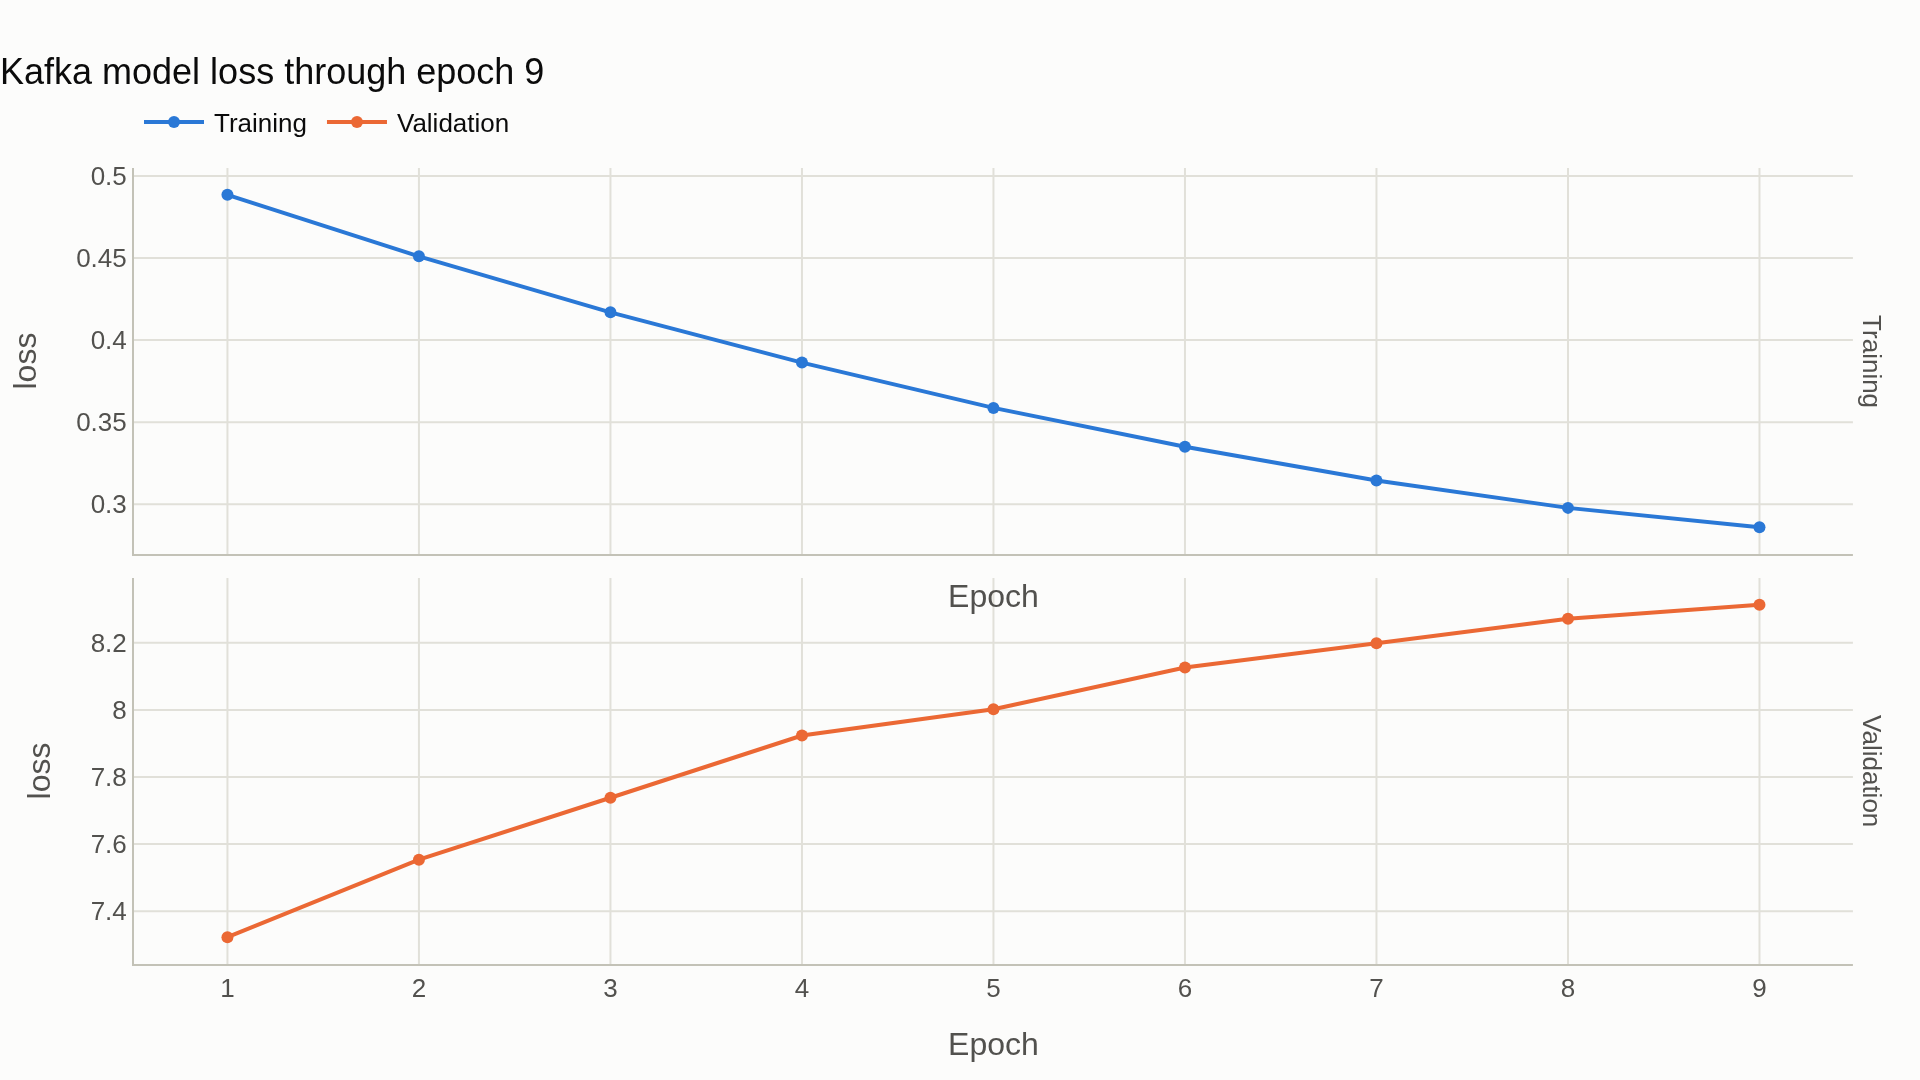 Kafka model loss through epoch 9
Training Validation
0.5
0.45
0.4
0.35
0.3
loss
Training
Epoch
8.2
8
7.8
7.6
7.4
loss
Validation
1 2 3 4 5 6 7 8 9
Epoch